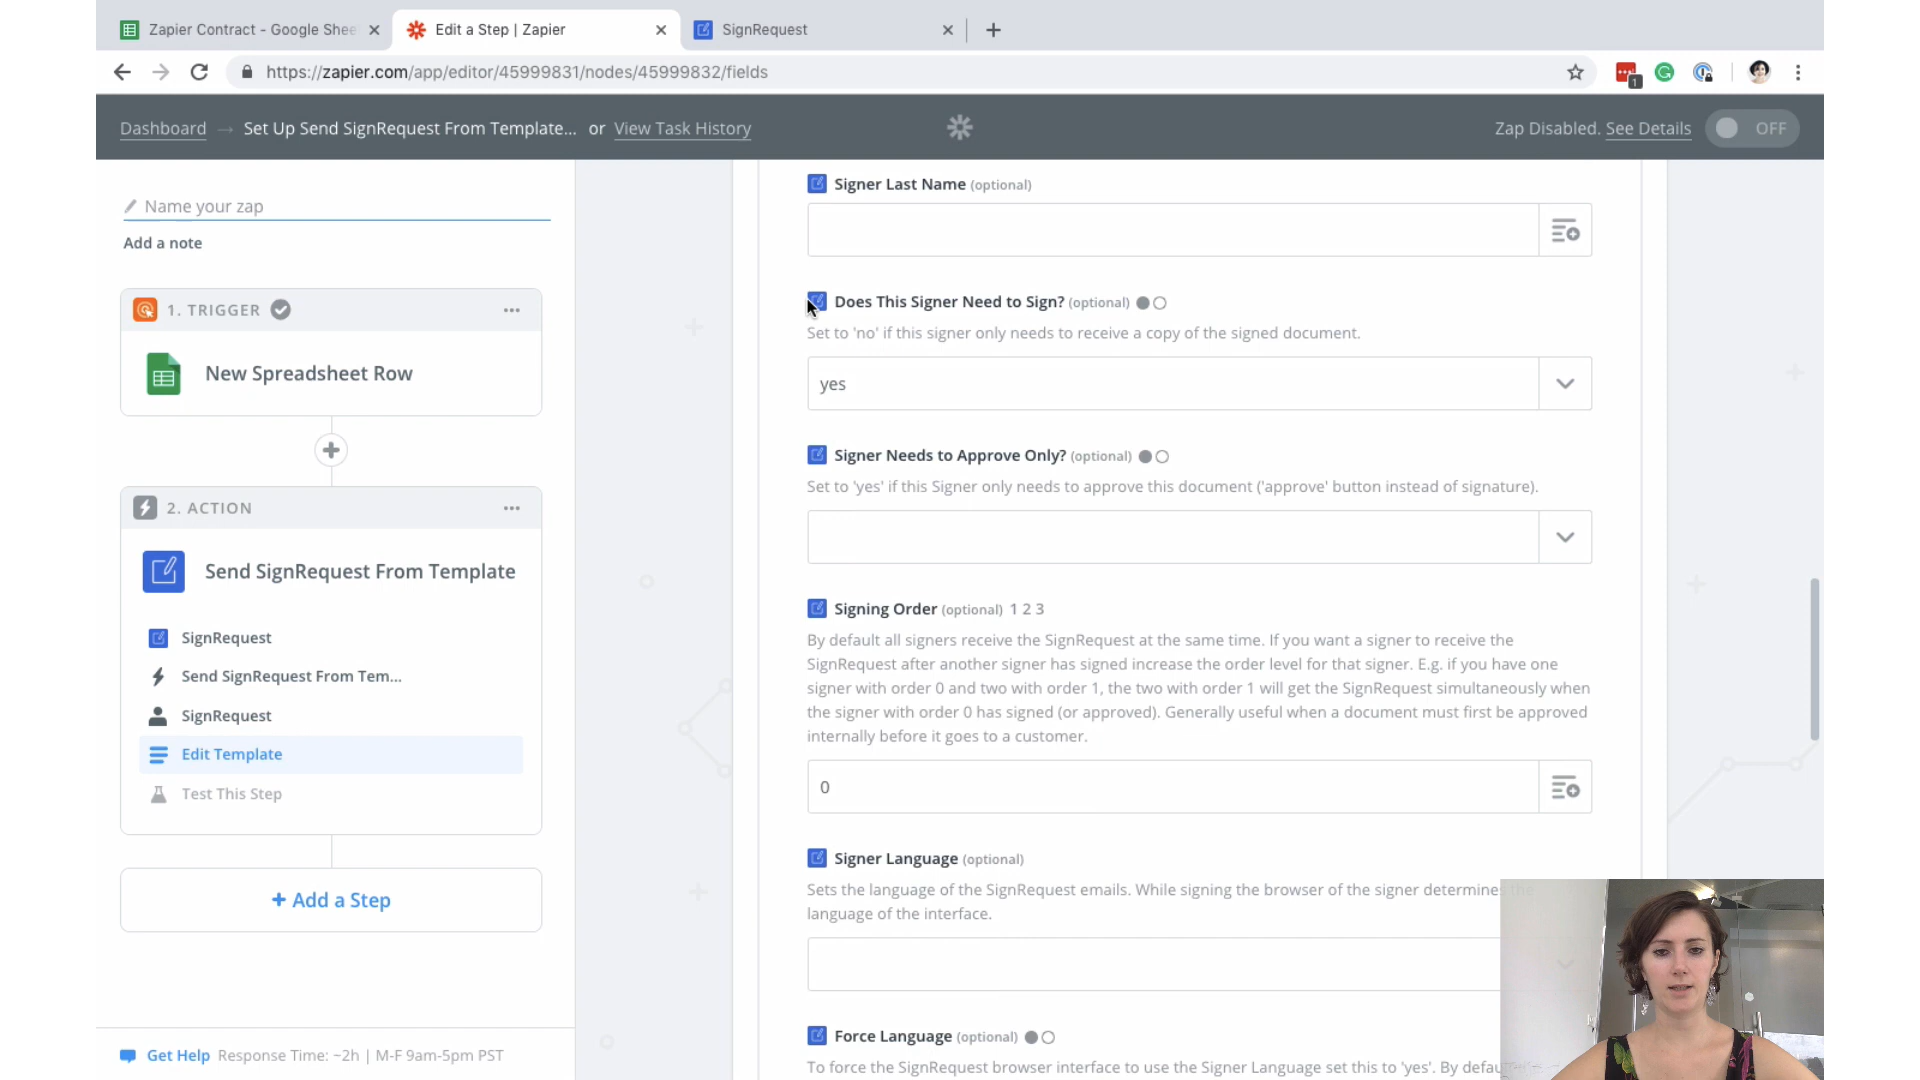 Zapier Contract - Google Shee
Edit a Step | Zapier
SignRequest
https://zapier.com/app/editor/45999831/nodes/45999832/fields
1
Dashboard → Set Up Send SignRequest From Template... or View Task History
Zap Disabled. See Details
OFF
Name your zap
Add a note
1. TRIGGER
New Spreadsheet Row
2. ACTION
Send SignRequest From Template
SignRequest
Send SignRequest From Tem...
SignRequest
Edit Template
Test This Step
+ Add a Step
Get Help Response Time: ~2h | M-F 9am-5pm PST
Signer Last Name (optional)
Does This Signer Need to Sign? (optional)
Set to 'no' if this signer only needs to receive a copy of the signed document.
yes
Signer Needs to Approve Only? (optional)
Set to 'yes' if this Signer only needs to approve this document ('approve' button instead of signature).
Signing Order (optional) 1 2 3
By default all signers receive the SignRequest at the same time. If you want a signer to receive the
SignRequest after another signer has signed increase the order level for that signer. E.g. if you have one
signer with order 0 and two with order 1, the two with order 1 will get the SignRequest simultaneously when
the signer with order 0 has signed (or approved). Generally useful when a document must first be approved
internally before it goes to a customer.
0
Signer Language (optional)
Sets the language of the SignRequest emails. While signing the browser of the signer determines the
language of the interface.
Force Language (optional)
To force the SignRequest browser interface to use the Signer Language set this to 'yes'. By defau